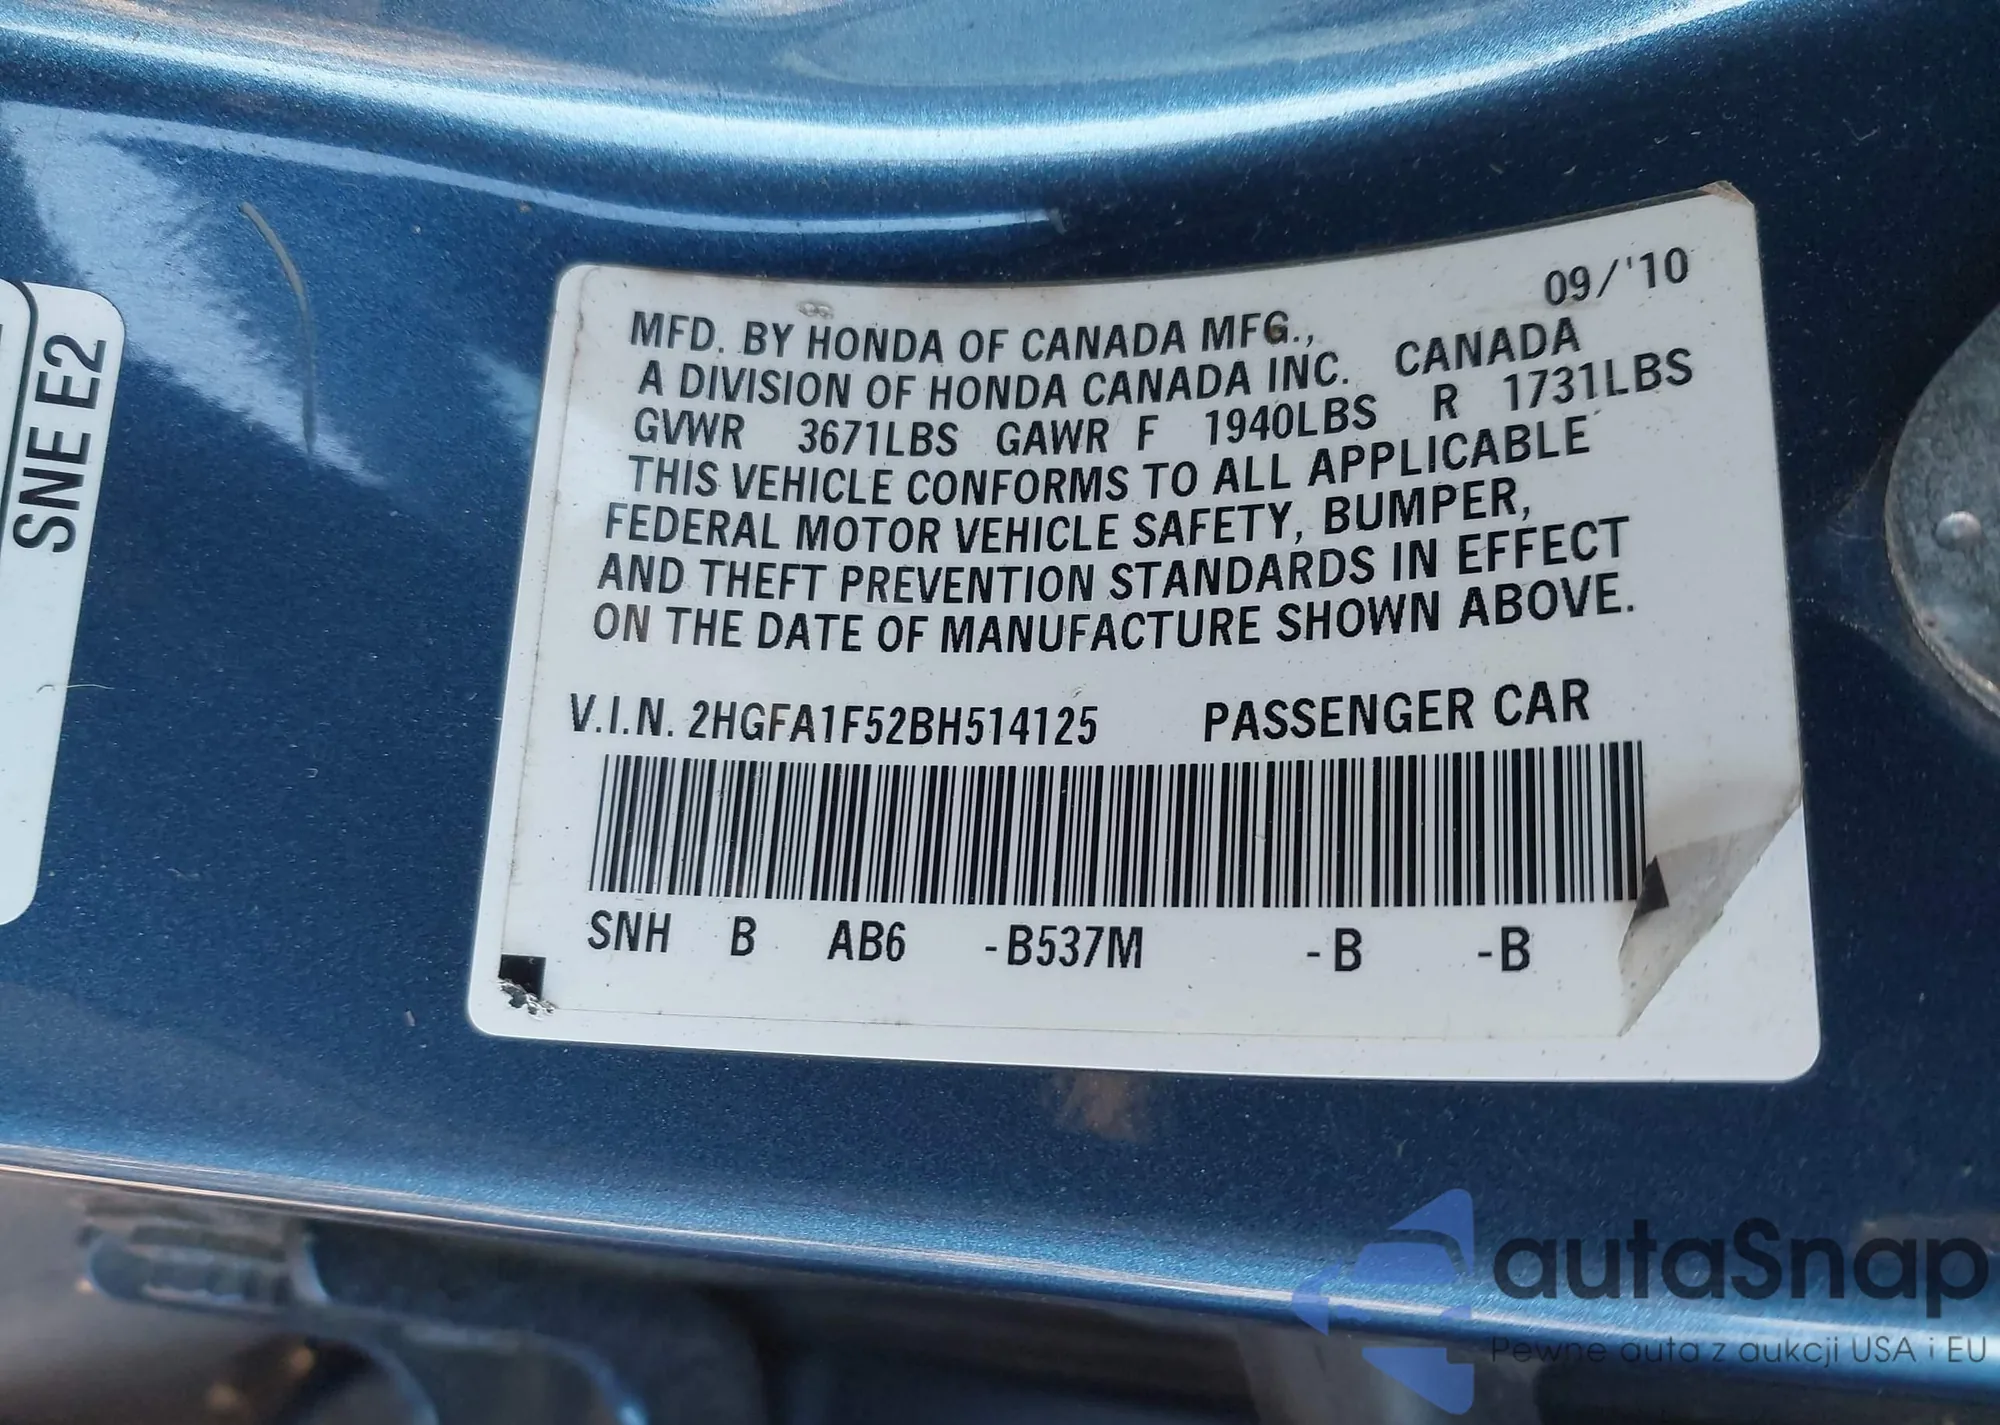 SNE E2
09/'10
MFD. BY HONDA OF CANADA MFG.,
A DIVISION OF HONDA CANADA INC. CANADA
GVWR 3671LBS GAWR F 1940LBS R 1731LBS
THIS VEHICLE CONFORMS TO ALL APPLICABLE
FEDERAL MOTOR VEHICLE SAFETY, BUMPER,
AND THEFT PREVENTION STANDARDS IN EFFECT
ON THE DATE OF MANUFACTURE SHOWN ABOVE.
V.I.N. 2HGFA1F52BH514125 PASSENGER CAR
SNH B AB6 -B537M -B -B
autaSnap
Pewne auta z aukcji USA i EU